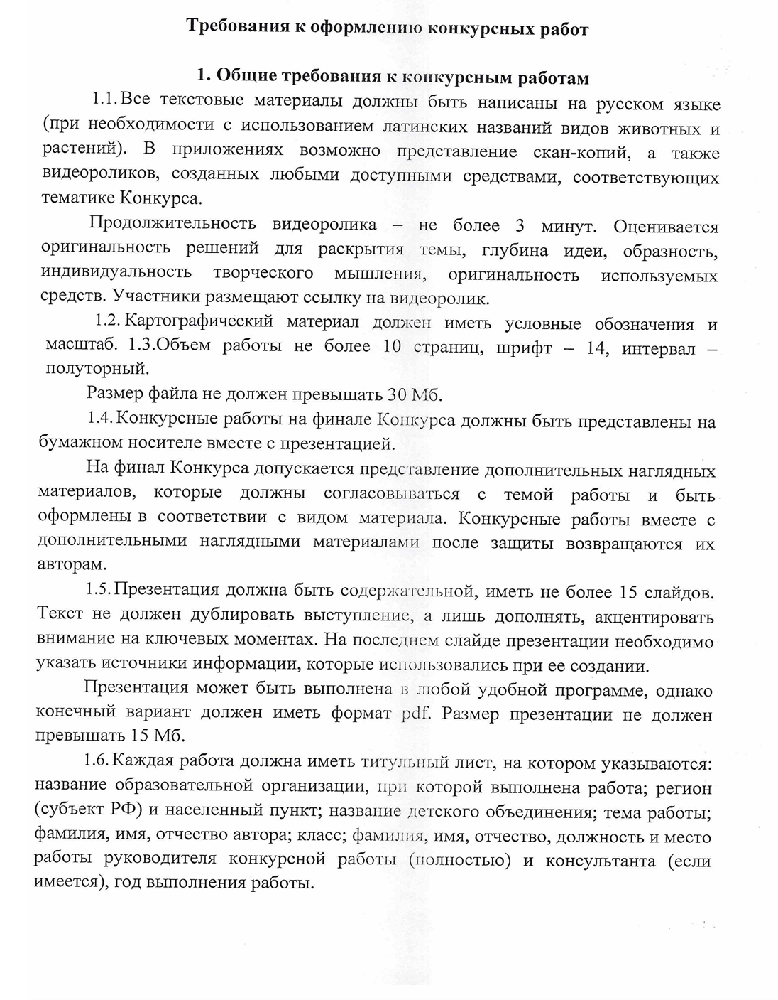 Требования к оформлению конкурсных работ
1. Общие требования к конкурсным работам
1.1. Все текстовые материалы должны быть написаны на русском языке
(при необходимости с использованием латинских названий видов животных и
растений). В приложениях возможно представление скан-копий, а также
видеороликов, созданных любыми доступными средствами, соответствующих
тематике Конкурса.
Продолжительность видеоролика – не более 3 минут. Оценивается
оригинальность решений для раскрытия темы, глубина идеи, образность,
индивидуальность творческого мышления, оригинальность используемых
средств. Участники размещают ссылку на видеоролик.
1.2. Картографический материал должен иметь условные обозначения и
масштаб. 1.3.Объем работы не более 10 страниц, шрифт – 14, интервал –
полуторный.
Размер файла не должен превышать 30 Мб.
1.4. Конкурсные работы на финале Конкурса должны быть представлены на
бумажном носителе вместе с презентацией.
На финал Конкурса допускается представление дополнительных наглядных
материалов, которые должны согласовываться с темой работы и быть
оформлены в соответствии с видом материала. Конкурсные работы вместе с
дополнительными наглядными материалами после защиты возвращаются их
авторам.
1.5. Презентация должна быть содержательной, иметь не более 15 слайдов.
Текст не должен дублировать выступление, а лишь дополнять, акцентировать
внимание на ключевых моментах. На последнем слайде презентации необходимо
указать источники информации, которые использовались при ее создании.
Презентация может быть выполнена в любой удобной программе, однако
конечный вариант должен иметь формат pdf. Размер презентации не должен
превышать 15 Мб.
1.6. Каждая работа должна иметь титульный лист, на котором указываются:
название образовательной организации, при которой выполнена работа; регион
(субъект РФ) и населенный пункт; название детского объединения; тема работы;
фамилия, имя, отчество автора; класс; фамилия, имя, отчество, должность и место
работы руководителя конкурсной работы (полностью) и консультанта (если
имеется), год выполнения работы.